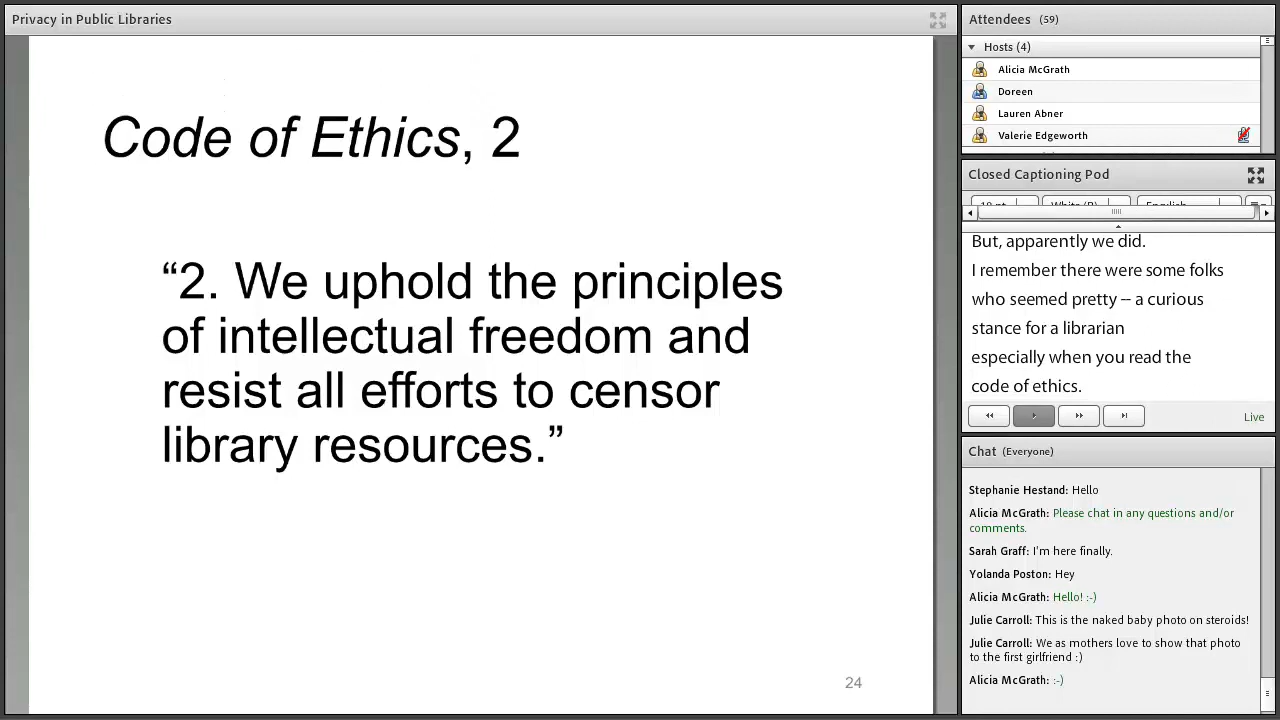 Privacy in Public Libraries
Code of Ethics, 2
“2. We uphold the principles
of intellectual freedom and
resist all efforts to censor
library resources.”
24
Attendees (59)
Hosts (4)
Alicia McGrath
Doreen
Lauren Abner
Valerie Edgeworth
Closed Captioning Pod
But, apparently we did.
I remember there were some folks
who seemed pretty -- a curious
stance for a librarian
especially when you read the
code of ethics.
Live
Chat (Everyone)
Stephanie Hestand: Hello
Alicia McGrath: Please chat in any questions and/or
comments.
Sarah Graff: I'm here finally.
Yolanda Poston: Hey
Alicia McGrath: Hello! :-)
Julie Carroll: This is the naked baby photo on steroids!
Julie Carroll: We as mothers love to show that photo
to the first girlfriend :)
Alicia McGrath: :-)